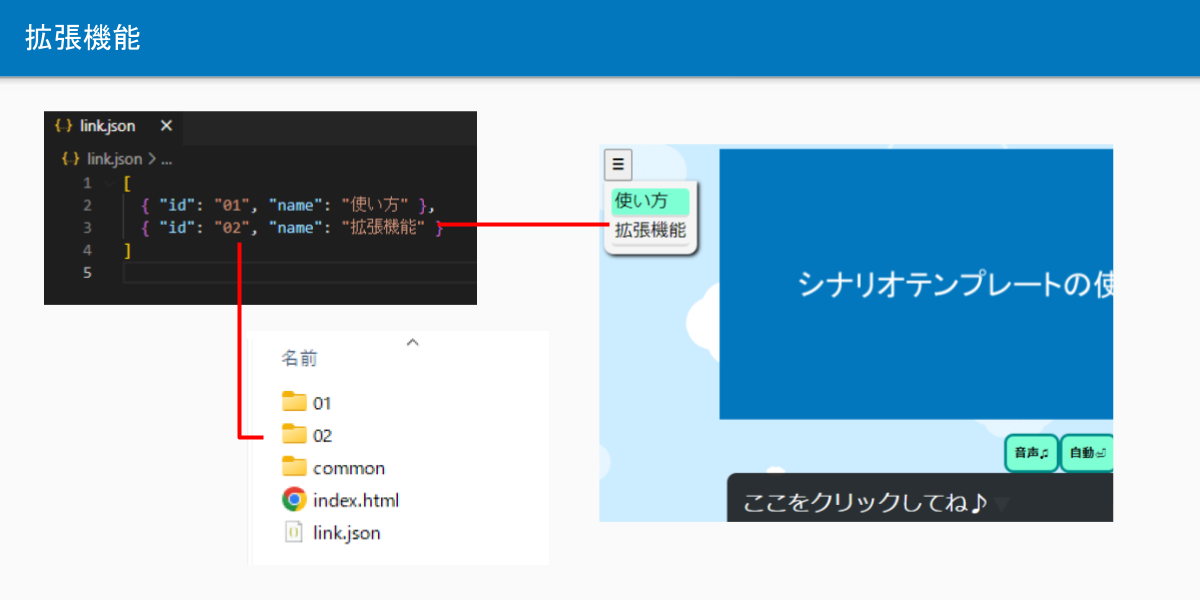 拡張機能
{} link.json ×
{} link.json > ...
1 [
2 { "id": "01", "name": "使い方" },
3 { "id": "02", "name": "拡張機能" }
4 ]
5
名前
01
02
common
index.html
link.json
☰
使い方
拡張機能
シナリオテンプレートの使
音声♫ 自動⏎
ここをクリックしてね♪▼